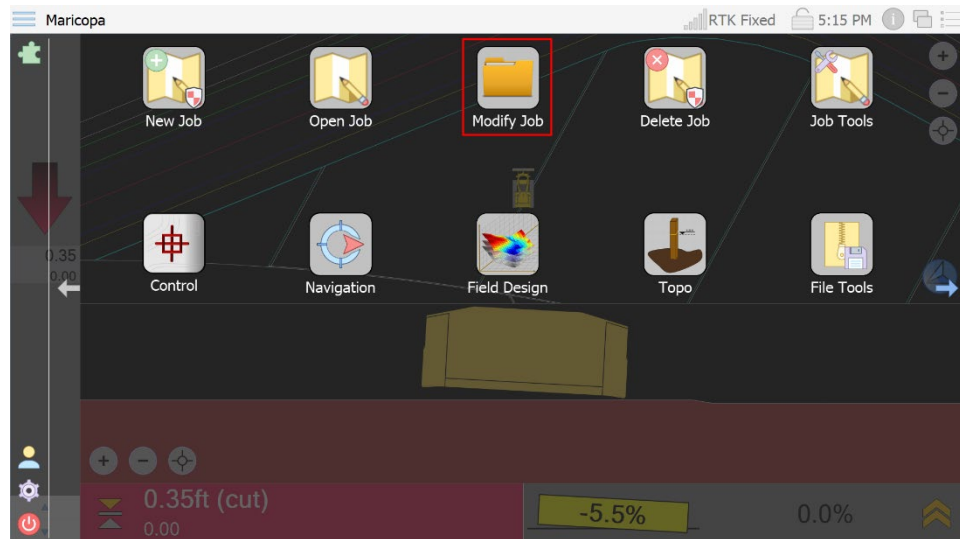 Maricopa
RTK Fixed
5:15 PM
New Job
Open Job
Modify Job
Delete Job
Job Tools
0.35
0.00
Control
Navigation
Field Design
Topo
File Tools
0.35ft (cut)
0.00
-5.5%
0.0%